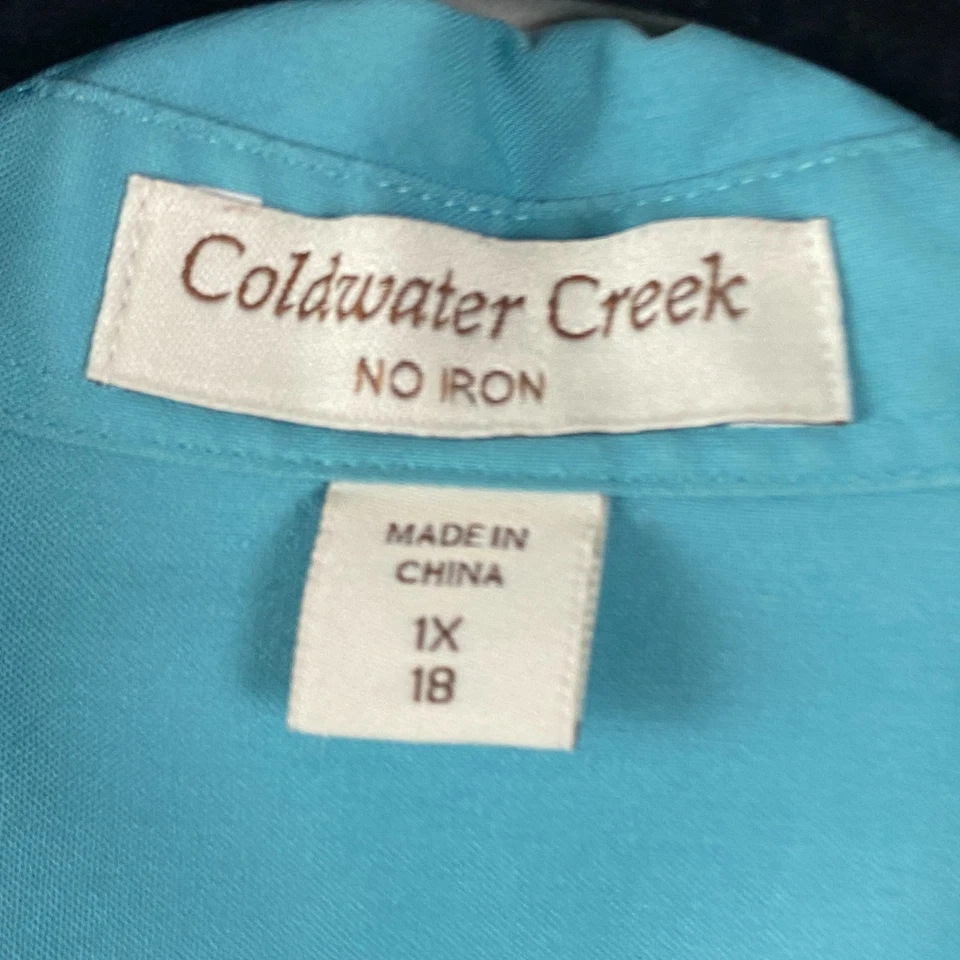 Coldwater Creek
NO IRON
MADE IN
CHINA
1X
18